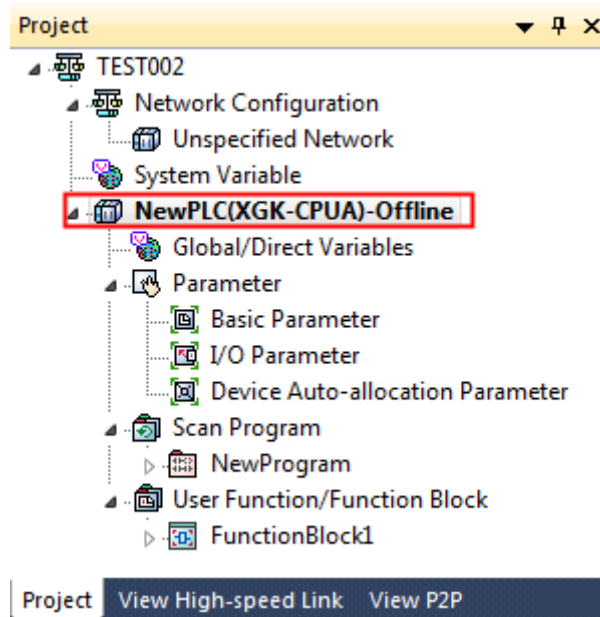 Project
TEST002
Network Configuration
Unspecified Network
System Variable
NewPLC(XGK-CPUA)-Offline
Global/Direct Variables
Parameter
Basic Parameter
I/O Parameter
Device Auto-allocation Parameter
Scan Program
NewProgram
User Function/Function Block
FunctionBlock1
Project View High-speed Link View P2P